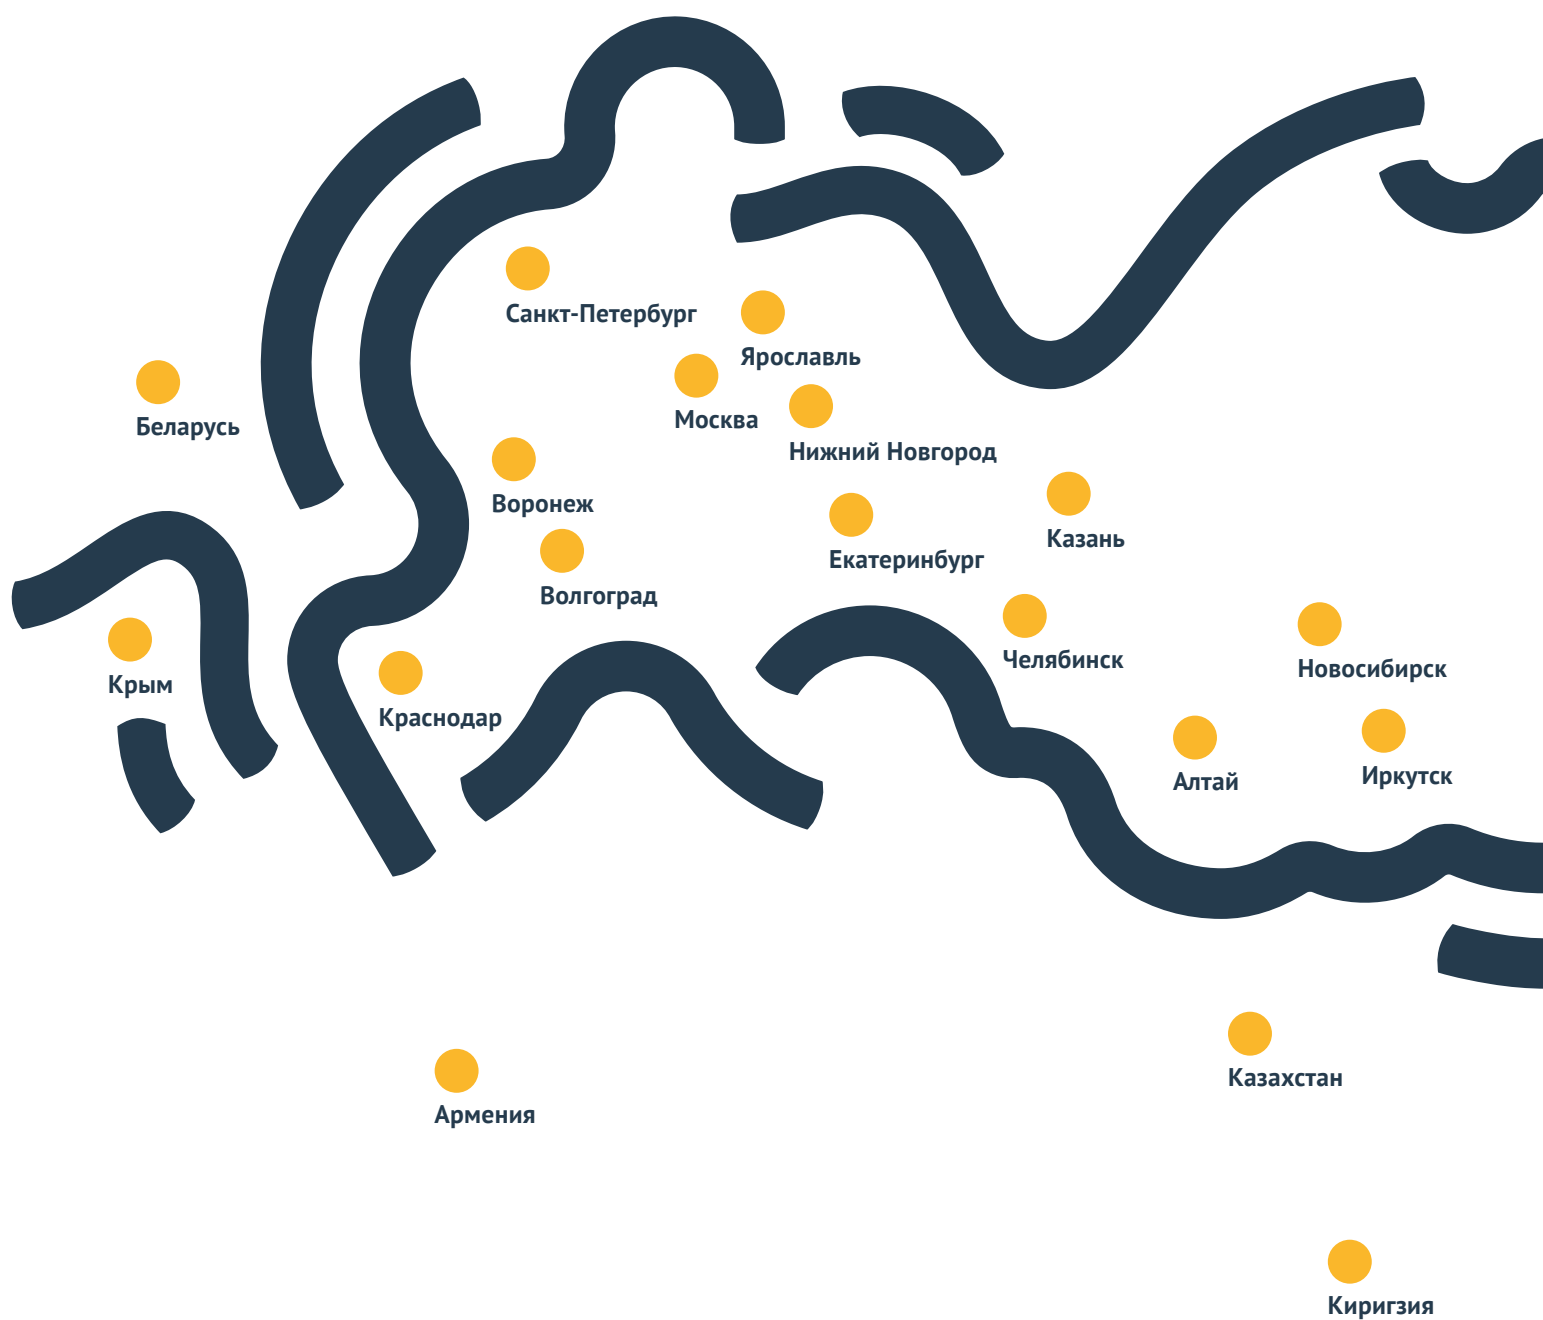 Санкт-Петербург
Ярославль
Москва
Беларусь
Нижний Новгород
Воронеж
Казань
Екатеринбург
Волгоград
Челябинск
Новосибирск
Крым
Краснодар
Иркутск
Алтай
Казахстан
Армения
Киригзия